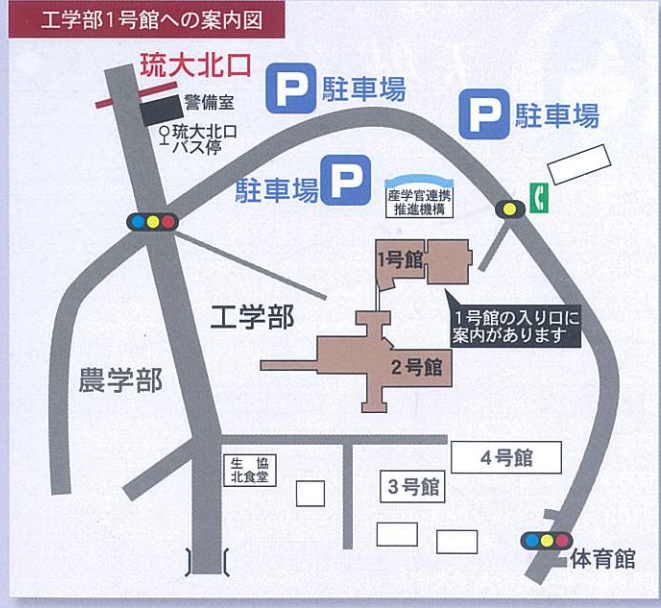 工学部1号館への案内図
琉大北口
警備室
琉大北口
バス停
P 駐車場
P 駐車場
駐車場 P
産学官連携
推進機構
1号館
工学部
1号館の入り口に
案内があります
2号館
農学部
生 協
北食堂
4号館
3号館
体育館